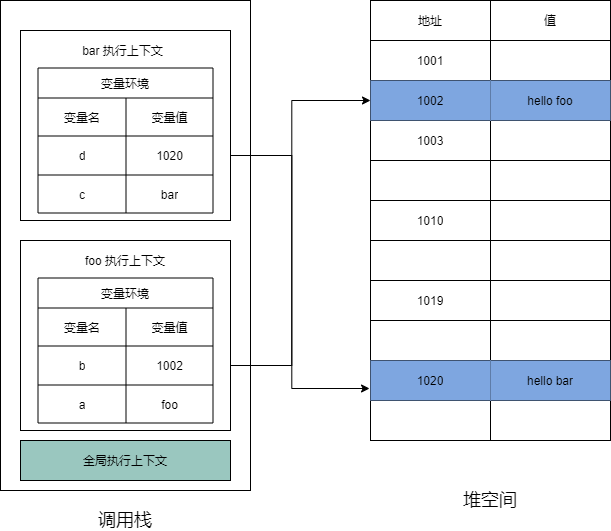 bar 执行上下文
变量环境
变量名 变量值
d 1020
c bar
foo 执行上下文
变量环境
变量名 变量值
b 1002
a foo
全局执行上下文
调用栈
地址 值
1001
1002 hello foo
1003
1010
1019
1020 hello bar
堆空间